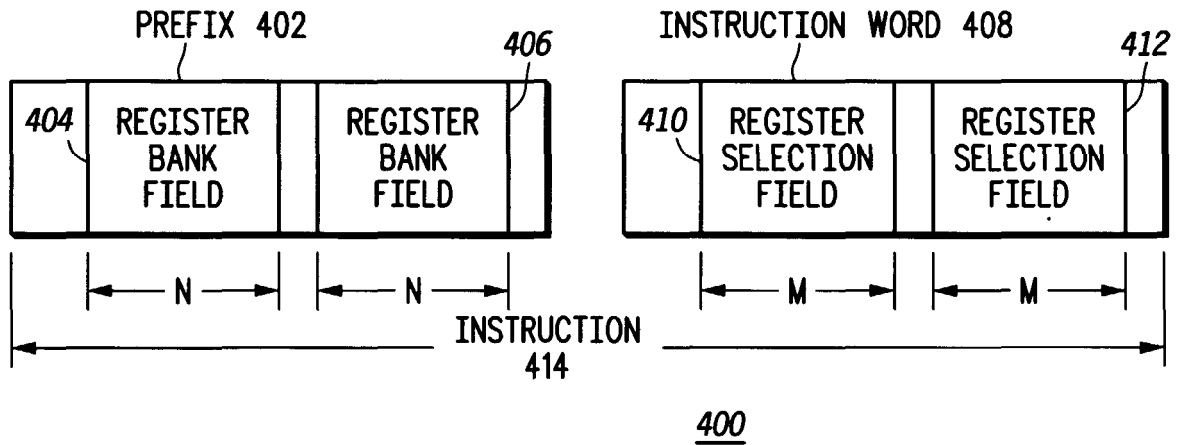 PREFIX 402
INSTRUCTION WORD 408
406
412
404
REGISTER
BANK
FIELD
REGISTER
BANK
FIELD
410
REGISTER
SELECTION
FIELD
REGISTER
SELECTION
FIELD
N
N
M
M
INSTRUCTION
414
400